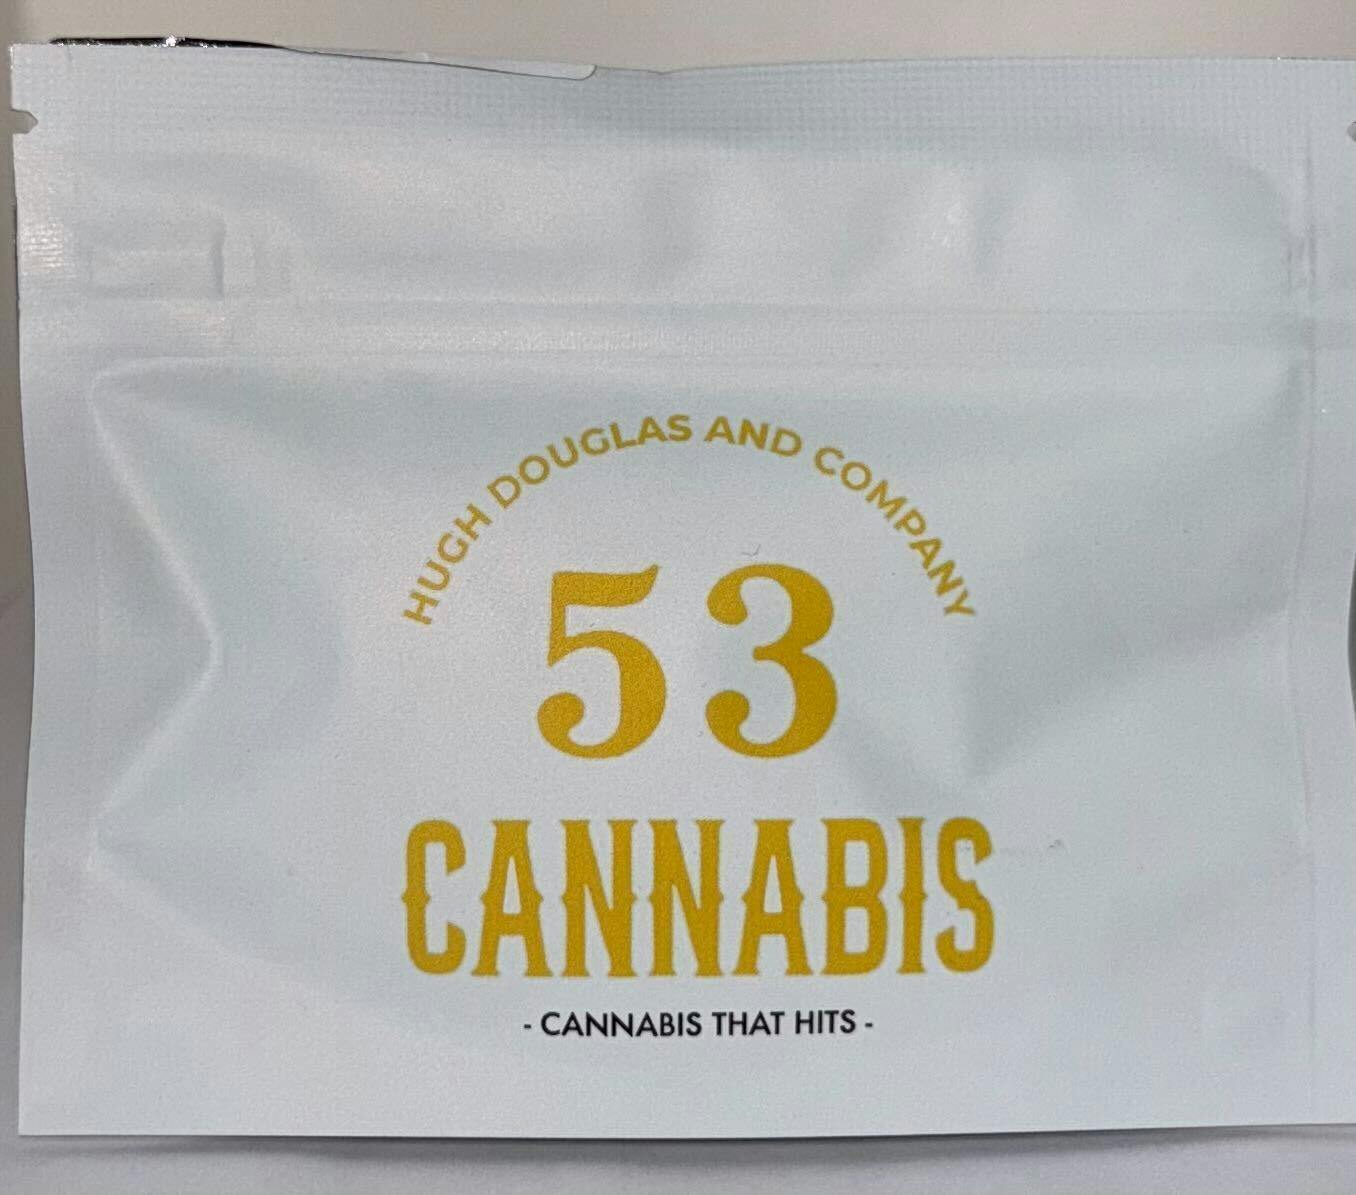 HUGH DOUGLAS AND COMPANY
53
CANNABIS
- CANNABIS THAT HITS -